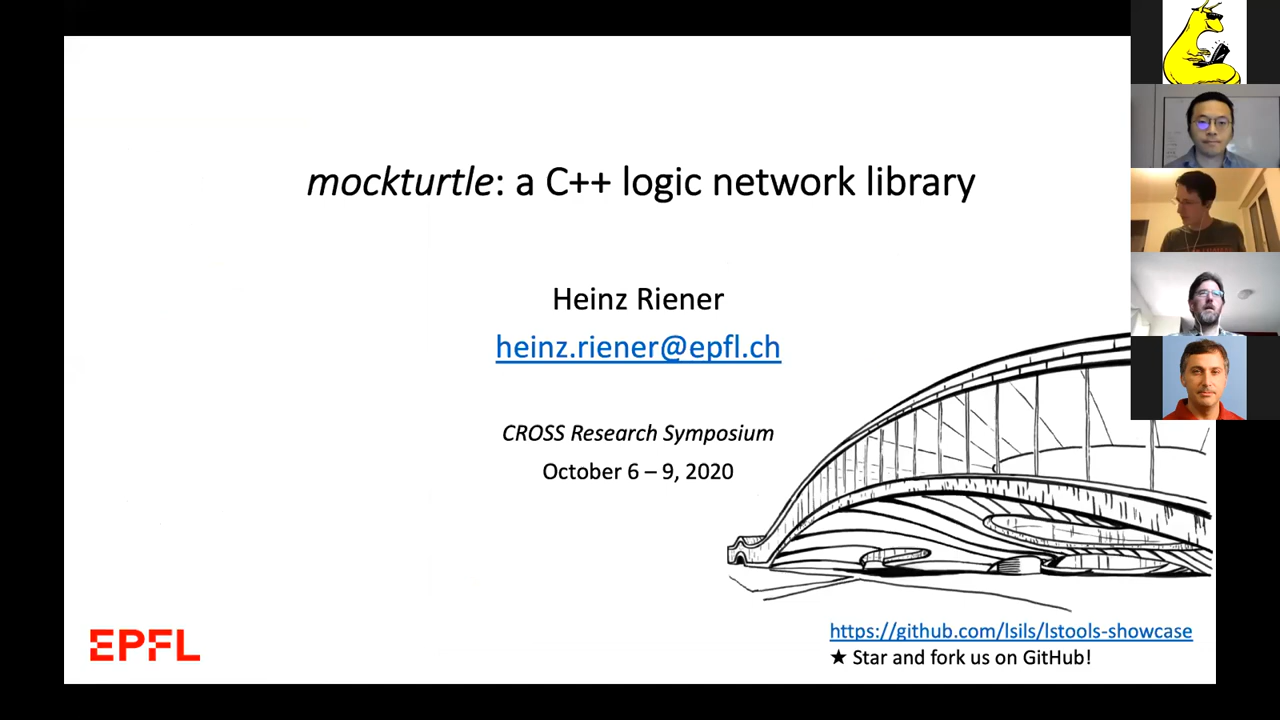 mockturtle: a C++ logic network library
Heinz Riener
heinz.riener@epfl.ch
CROSS Research Symposium
October 6 – 9, 2020
EPFL
https://github.com/lsils/lstools-showcase
★ Star and fork us on GitHub!